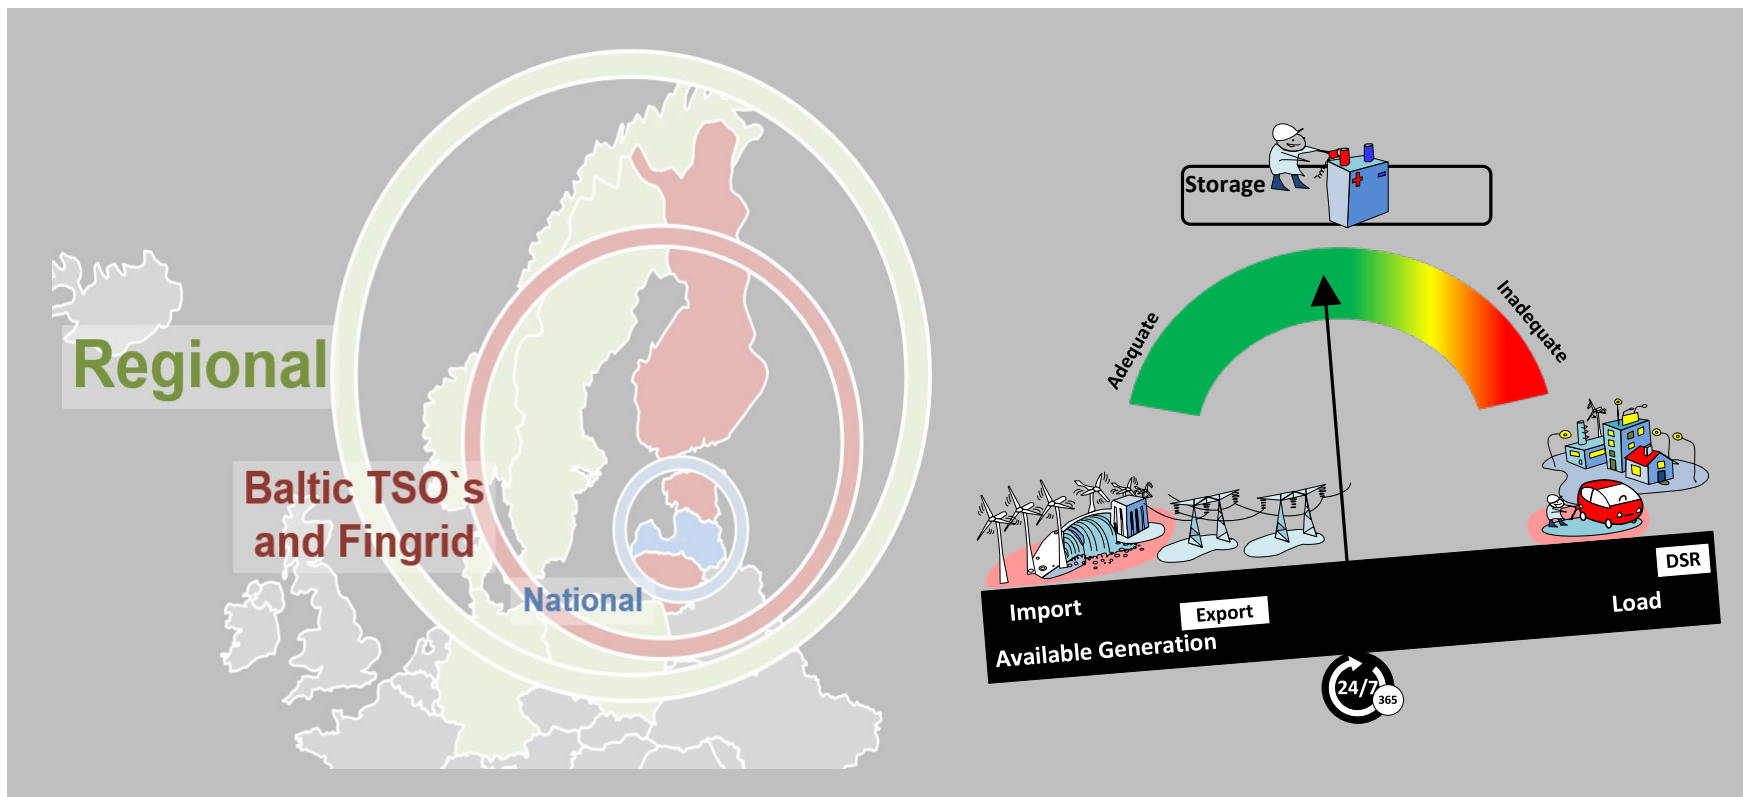 Regional
Baltic TSO`s
and Fingrid
National
Storage
Adequate
Inadequate
Import
Export
Available Generation
DSR
Load
24/7
365